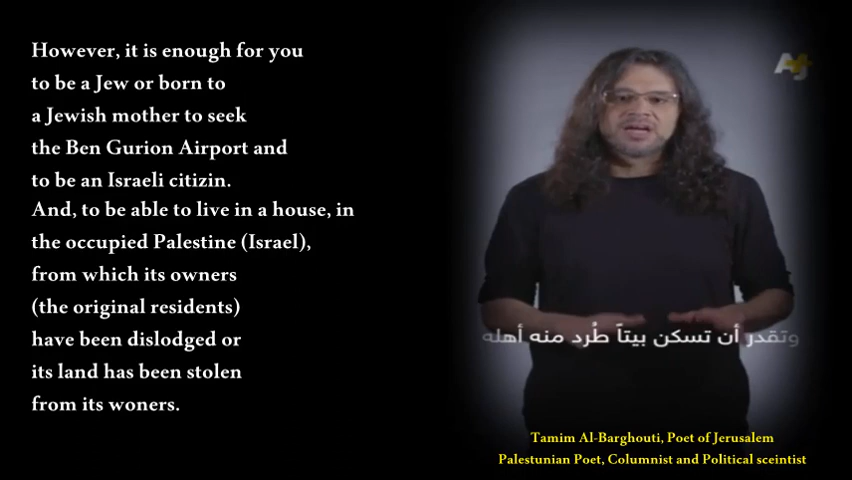 However, it is enough for you
to be a Jew or born to
a Jewish mother to seek
the Ben Gurion Airport and
to be an Israeli citizin.
And, to be able to live in a house, in
the occupied Palestine (Israel),
from which its owners
(the original residents)
have been dislodged or
its land has been stolen
from its woners.
AJ+
وتقدر أن تسكن بيتاً طُرد منه أهله
Tamim Al-Barghouti, Poet of Jerusalem
Palestunian Poet, Columnist and Political sceintist